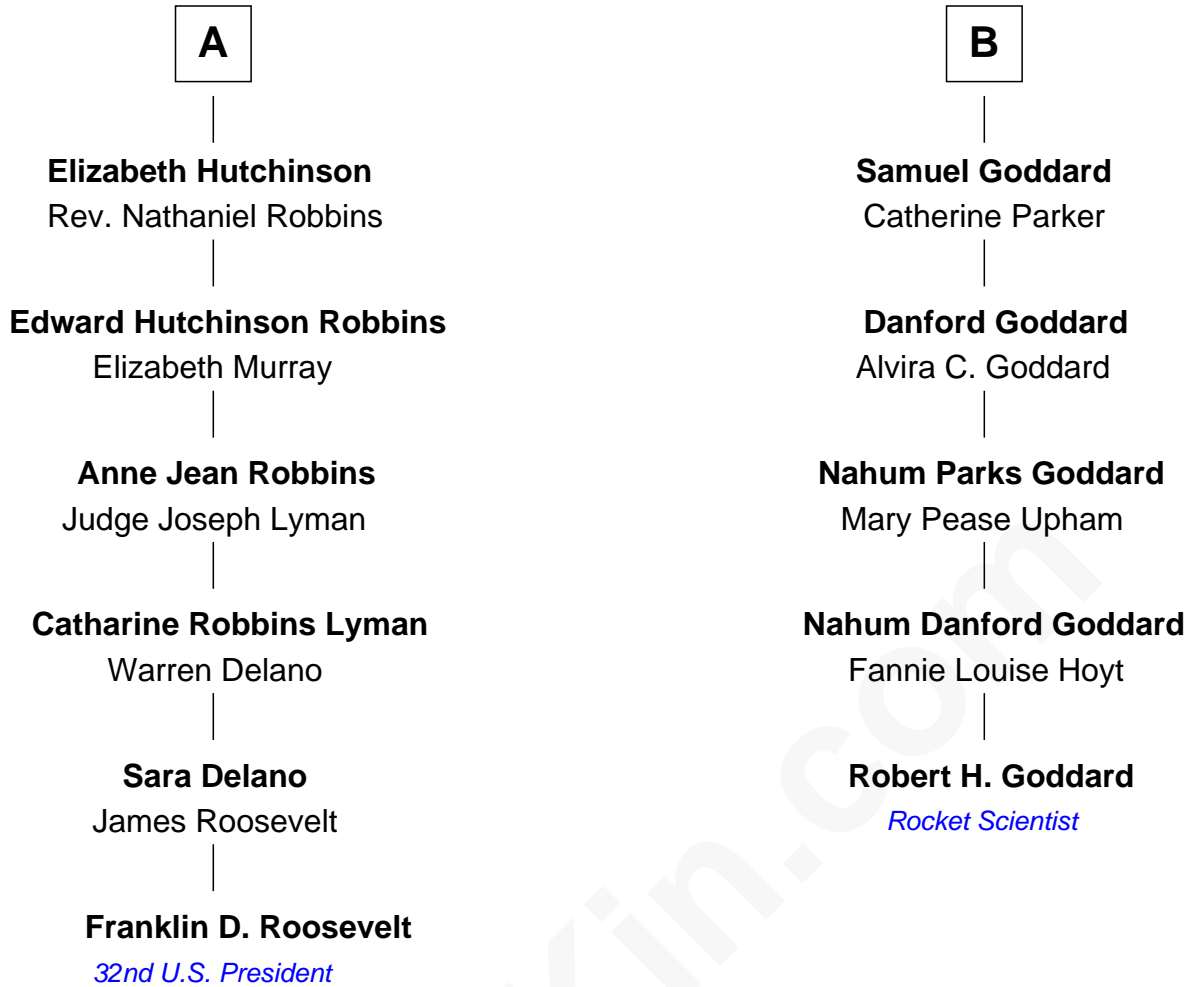 A
Elizabeth Hutchinson
Rev. Nathaniel Robbins
Edward Hutchinson Robbins
Elizabeth Murray
Anne Jean Robbins
Judge Joseph Lyman
Catharine Robbins Lyman
Warren Delano
Sara Delano
James Roosevelt
Franklin D. Roosevelt
32nd U.S. President
B
Samuel Goddard
Catherine Parker
Danford Goddard
Alvira C. Goddard
Nahum Parks Goddard
Mary Pease Upham
Nahum Danford Goddard
Fannie Louise Hoyt
Robert H. Goddard
Rocket Scientist
Kin.com